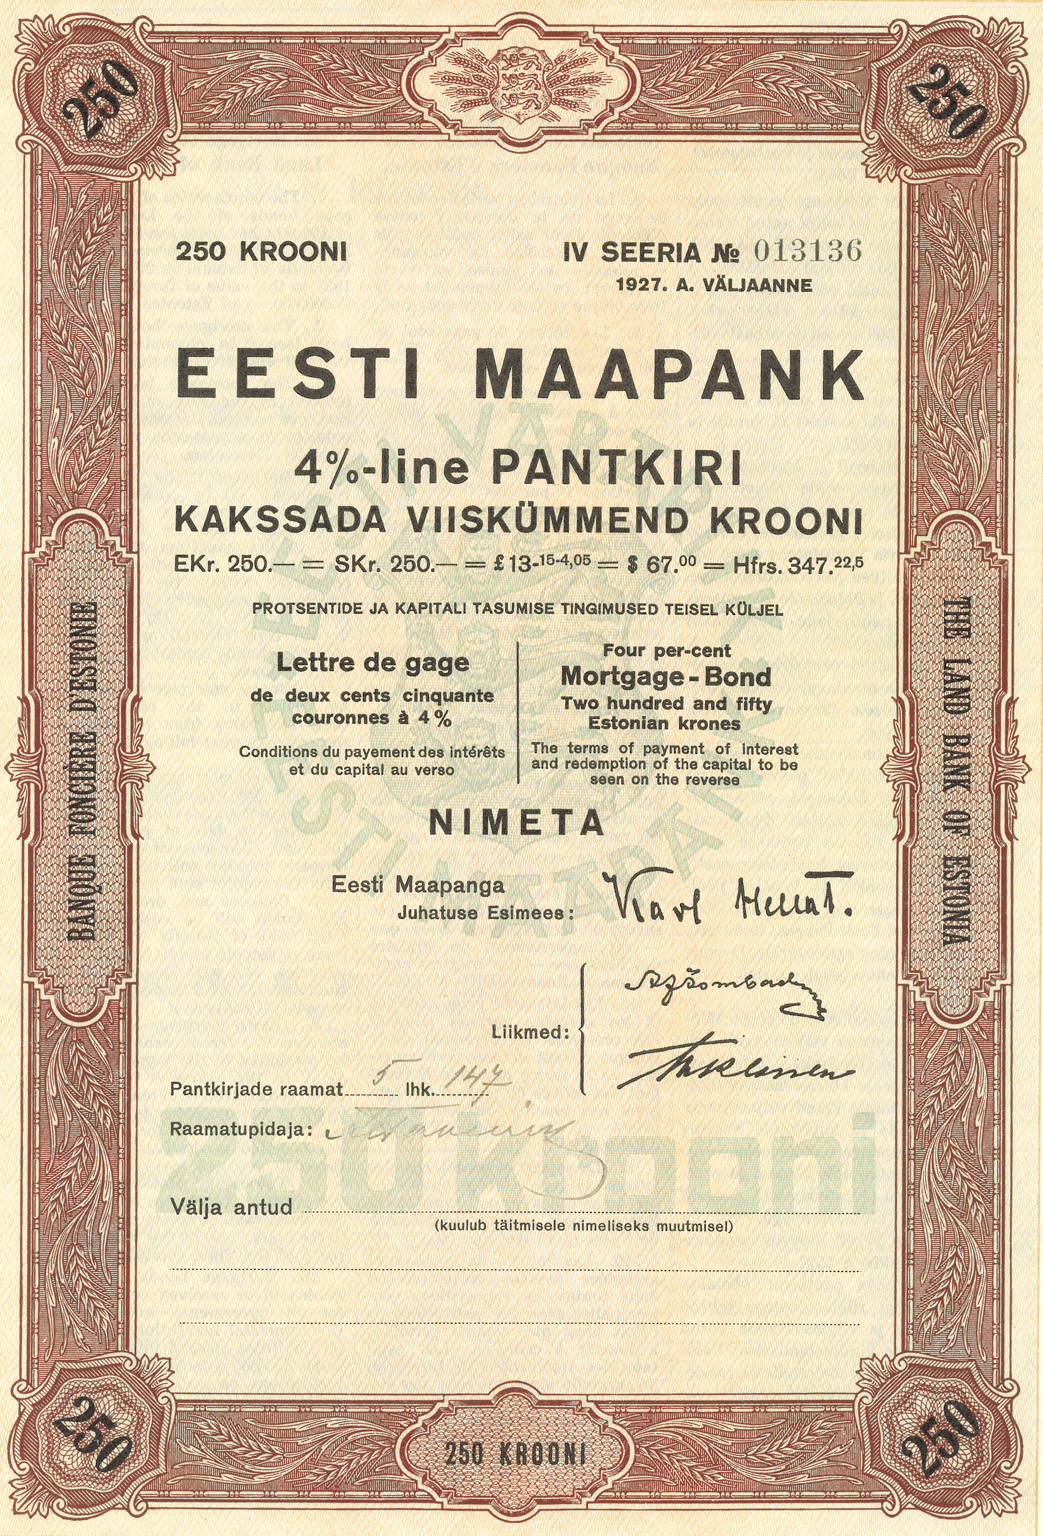 250
250
250 KROONI
IV SEERIA № 013136
1927. A. VÄLJAANNE
EESTI MAAPANK
4%-line PANTKIRI
KAKSSADA VIISKÜMMEND KROONI
EKr. 250.— = SKr. 250.— = £13-15-4,05 = $ 67.00 = Hfrs. 347.22,5
PROTSENTIDE JA KAPITALI TASUMISE TINGIMUSED TEISEL KÜLJEL
Lettre de gage
de deux cents cinquante
couronnes à 4%
Conditions du payement des intérêts
et du capital au verso
Four per-cent
Mortgage-Bond
Two hundred and fifty
Estonian krones
The terms of payment of interest
and redemption of the capital to be
seen on the reverse
BANQUE FONCIÈRE D'ESTONIE
THE LAND BANK OF ESTONIA
NIMETA
Eesti Maapanga
Juhatuse Esimees: Karl
Liikmed:
Pantkirjade raamat 5 lhk. 147
Raamatupidaja:
250 krooni
Välja antud
(kuulub täitmisele nimeliseks muutmisel)
250
250 KROONI
250